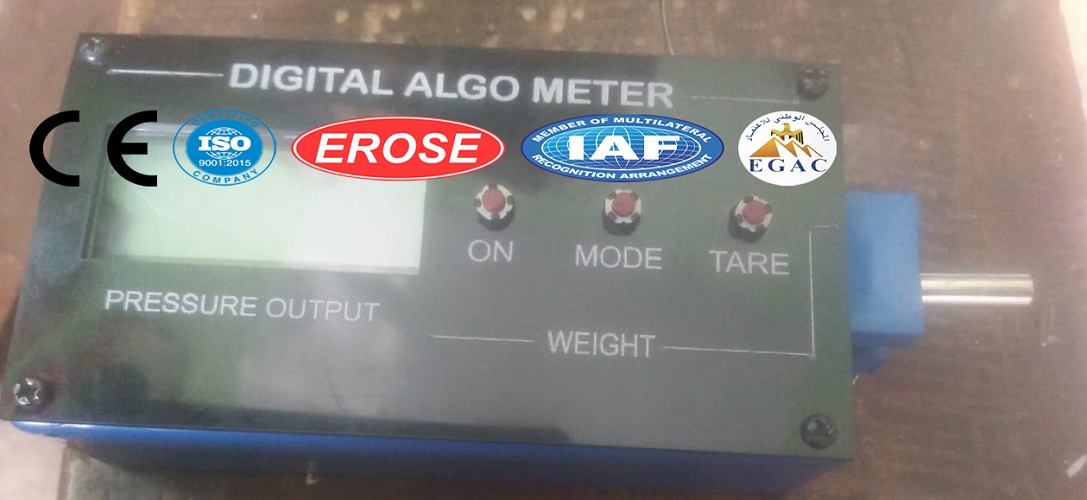 DIGITAL ALGO METER
CE
CERTIFIED
ISO
9001:2015
COMPANY
EROSE
MEMBER OF MULTILATERAL
IAF
RECOGNITION ARRANGEMENT
المجلس الوطني للاعتماد
EGAC
ON
MODE
TARE
PRESSURE OUTPUT
WEIGHT